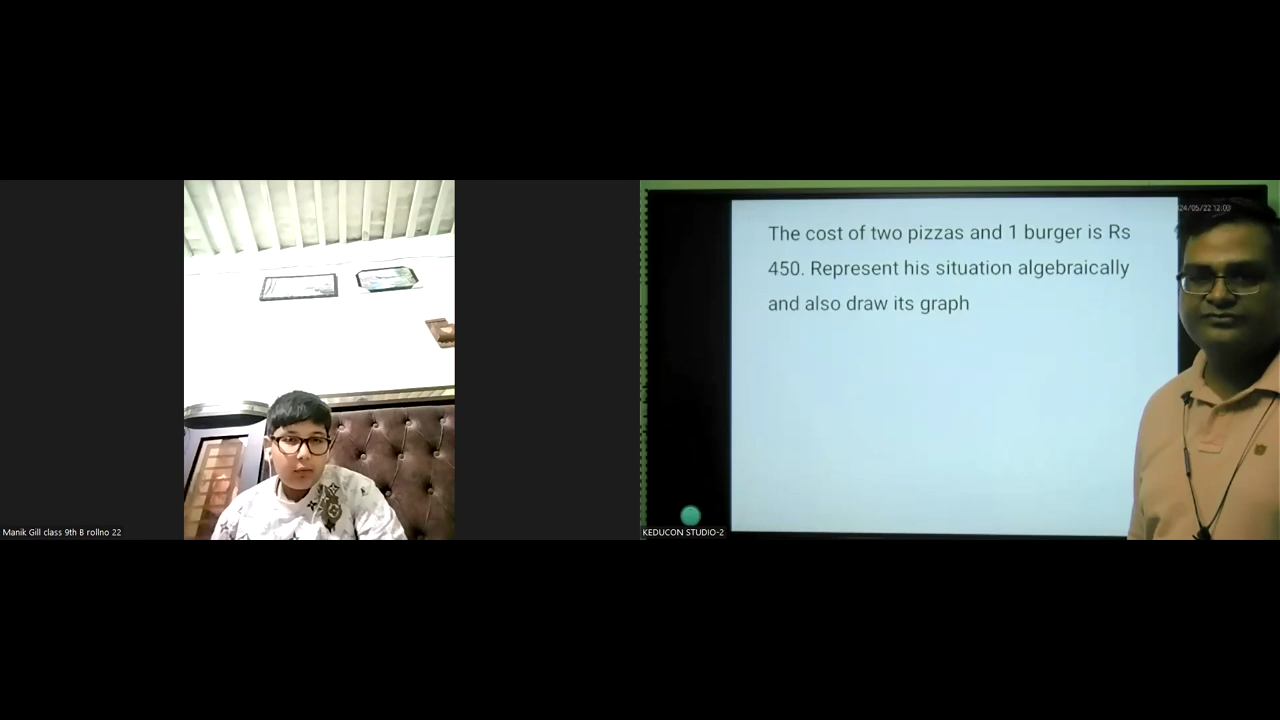 The cost of two pizzas and 1 burger is Rs
450. Represent his situation algebraically
and also draw its graph
24/05/22 12:03
Manik Gill class 9th B rollno 22
KEDUCON STUDIO-2